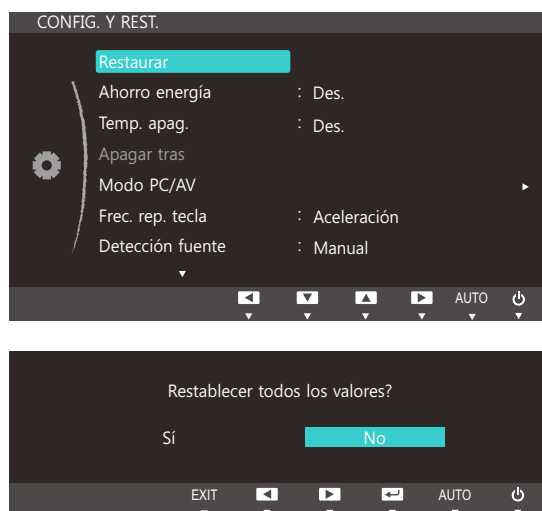 CONFIG. Y REST.
Restaurar
Ahorro energía : Des.
Temp. apag. : Des.
Apagar tras
Modo PC/AV
Frec. rep. tecla : Aceleración
Detección fuente : Manual
AUTO
Restablecer todos los valores?
Sí No
EXIT AUTO